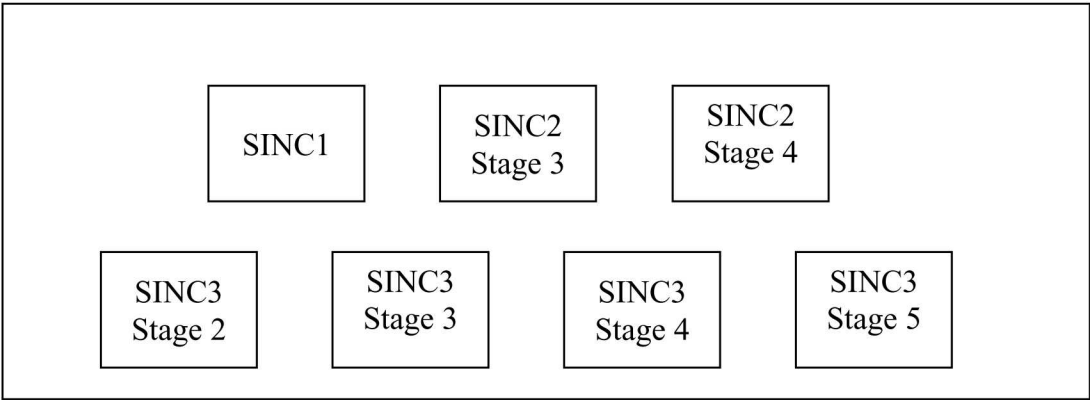 SINC1
SINC2
Stage 3
SINC2
Stage 4
SINC3
Stage 2
SINC3
Stage 3
SINC3
Stage 4
SINC3
Stage 5